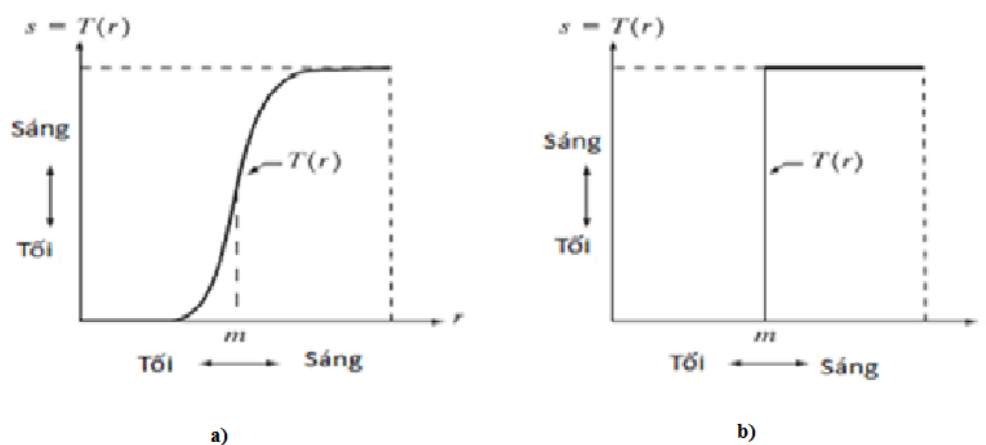 s = T(r)
Sáng
Tối
T(r)
m
r
Tối
Sáng
a)
s = T(r)
Sáng
Tối
T(r)
m
Tối
Sáng
b)